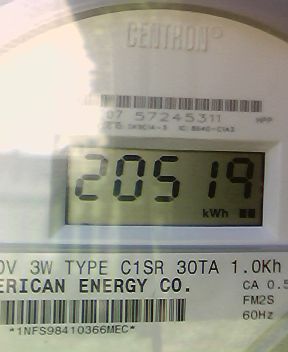 CENTRON®
07 57245311
20519
kWh
0V 3W TYPE C1SR 30TA 1.0Kh
ERICAN ENERGY CO. CA 0.5
FM2S
60Hz
*1NFS98410366MEC*